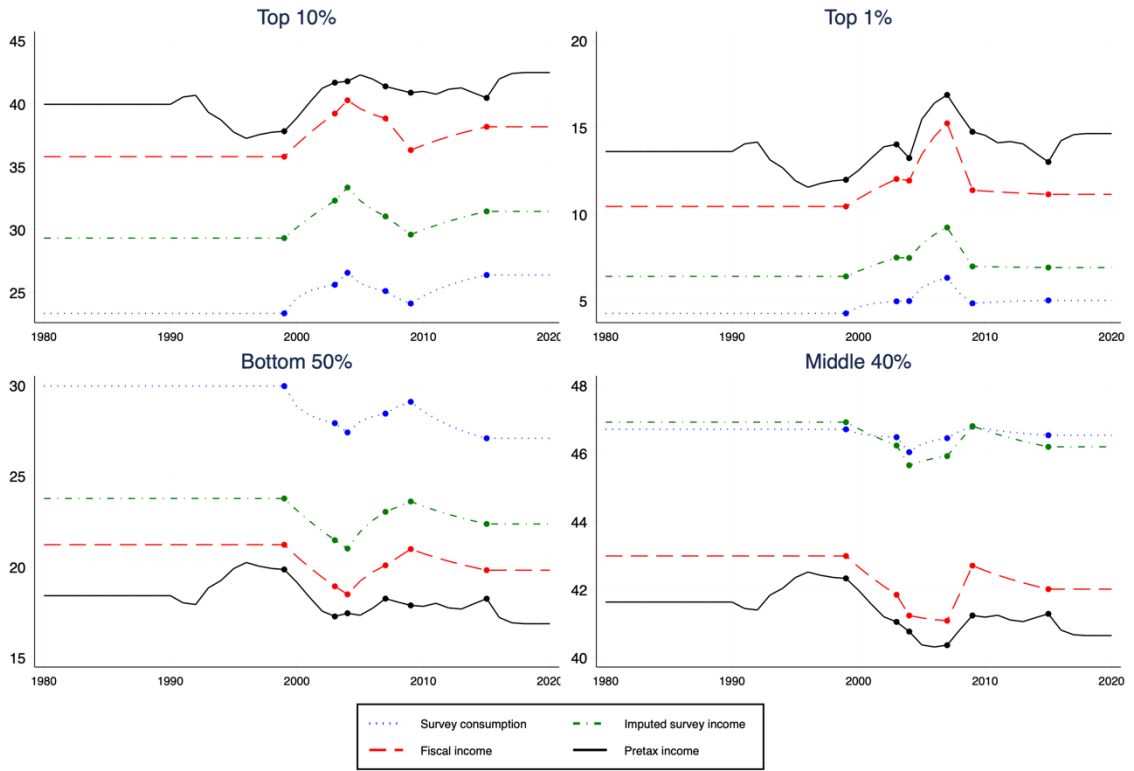 Top 10%
45
40
35
30
25
1980 1990 2000 2010 2020
Top 1%
20
15
10
5
1980 1990 2000 2010 2020
Bottom 50%
30
25
20
15
1980 1990 2000 2010 2020
Middle 40%
48
46
44
42
40
1980 1990 2000 2010 2020
Survey consumption Imputed survey income
Fiscal income Pretax income